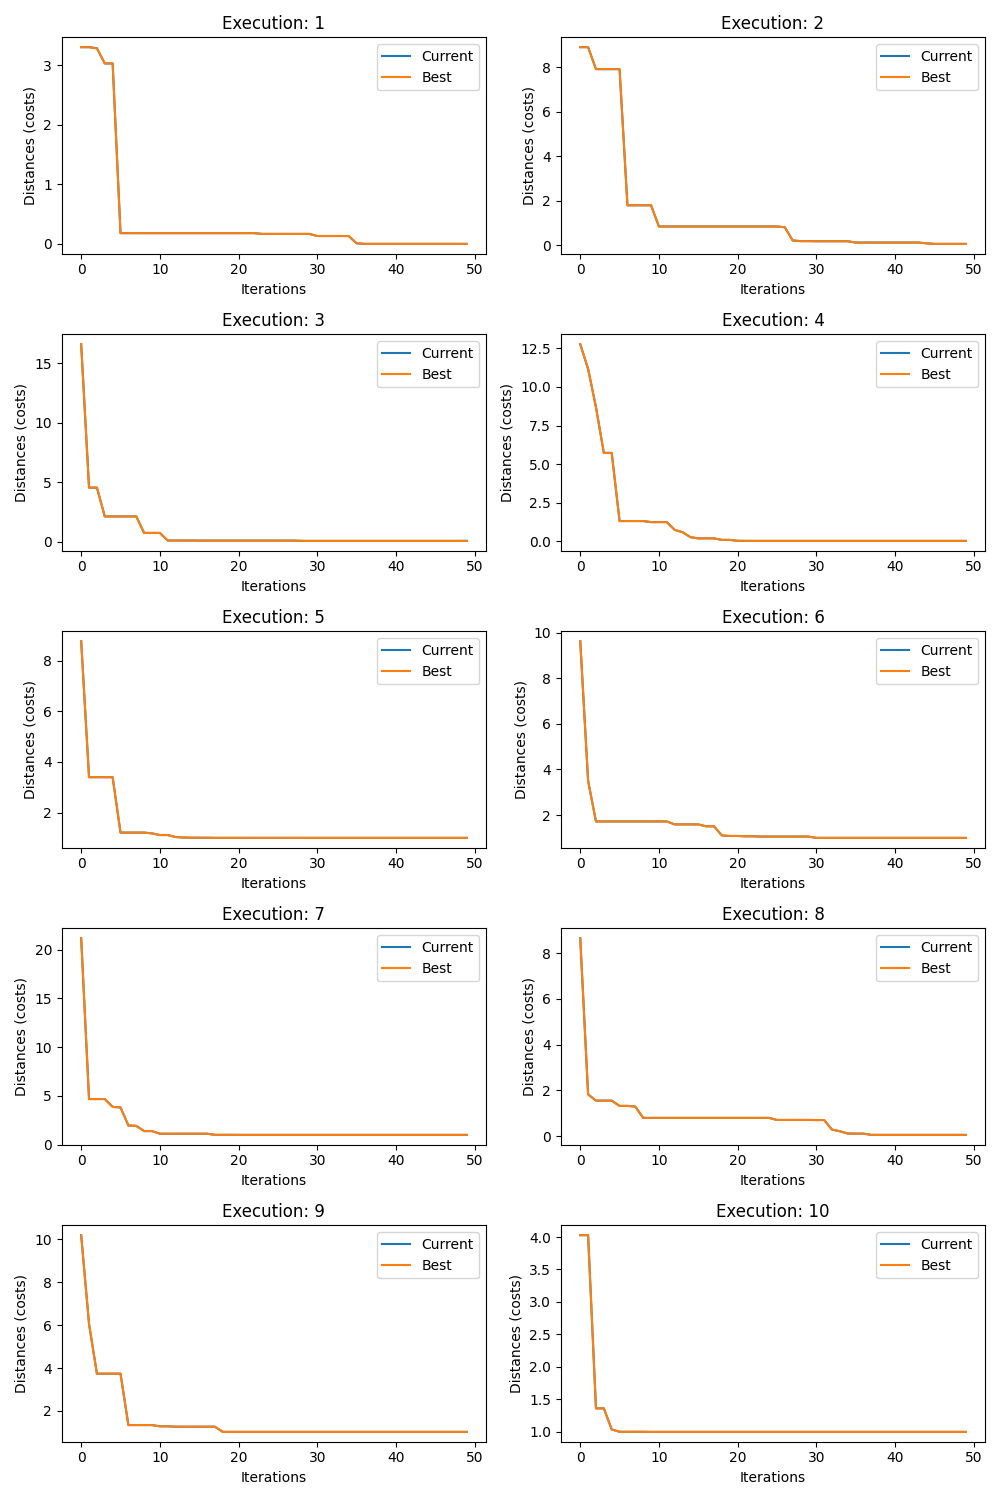 Execution: 1
3
2
1
0
Distances (costs)
Current
Best
0 10 20 30 40 50
Iterations
Execution: 2
8
6
4
2
0
Distances (costs)
Current
Best
0 10 20 30 40 50
Iterations
Execution: 3
15
10
5
0
Distances (costs)
Current
Best
0 10 20 30 40 50
Iterations
Execution: 4
12.5
10.0
7.5
5.0
2.5
0.0
Distances (costs)
Current
Best
0 10 20 30 40 50
Iterations
Execution: 5
8
6
4
2
Distances (costs)
Current
Best
0 10 20 30 40 50
Iterations
Execution: 6
10
8
6
4
2
Distances (costs)
Current
Best
0 10 20 30 40 50
Iterations
Execution: 7
20
15
10
5
0
Distances (costs)
Current
Best
0 10 20 30 40 50
Iterations
Execution: 8
8
6
4
2
0
Distances (costs)
Current
Best
0 10 20 30 40 50
Iterations
Execution: 9
10
8
6
4
2
Distances (costs)
Current
Best
0 10 20 30 40 50
Iterations
Execution: 10
4.0
3.5
3.0
2.5
2.0
1.5
1.0
Distances (costs)
Current
Best
0 10 20 30 40 50
Iterations